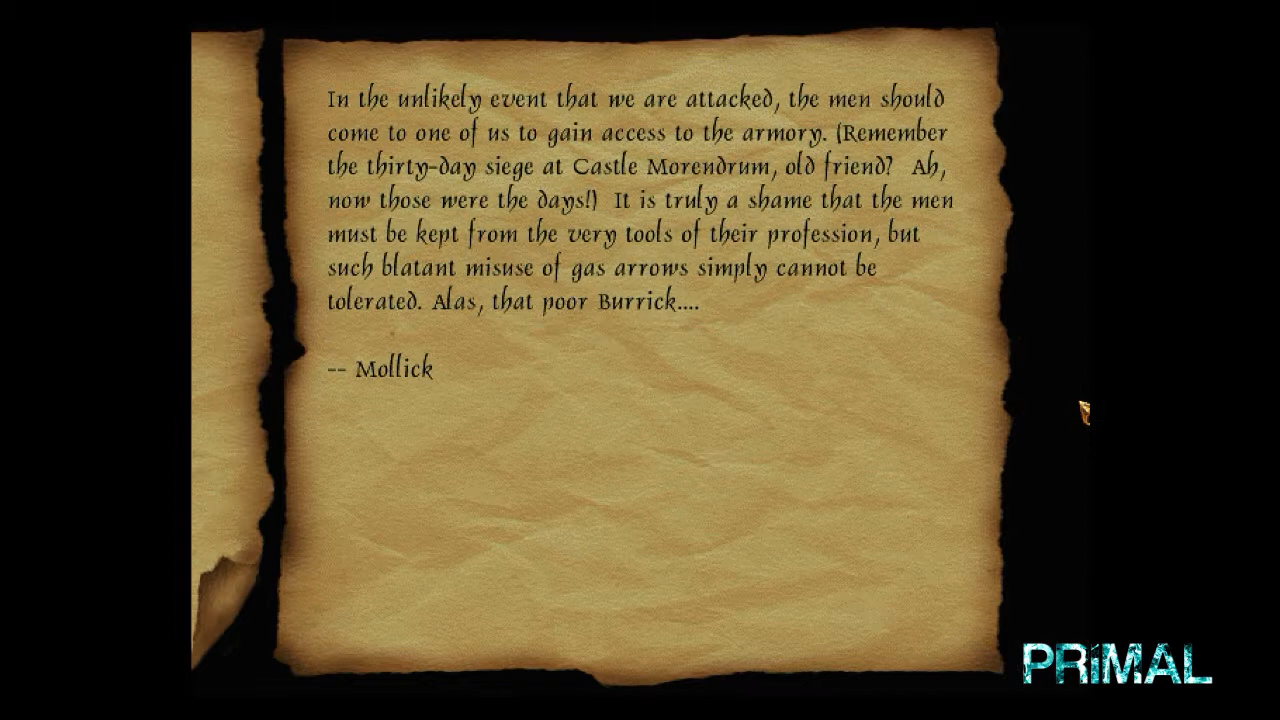 In the unlikely event that we are attacked, the men should
come to one of us to gain access to the armory. (Remember
the thirty-day siege at Castle Morendrum, old friend?  Ah,
now those were the days!)  It is truly a shame that the men
must be kept from the very tools of their profession, but
such blatant misuse of gas arrows simply cannot be
tolerated. Alas, that poor Burrick....
-- Mollick
PRiMAL